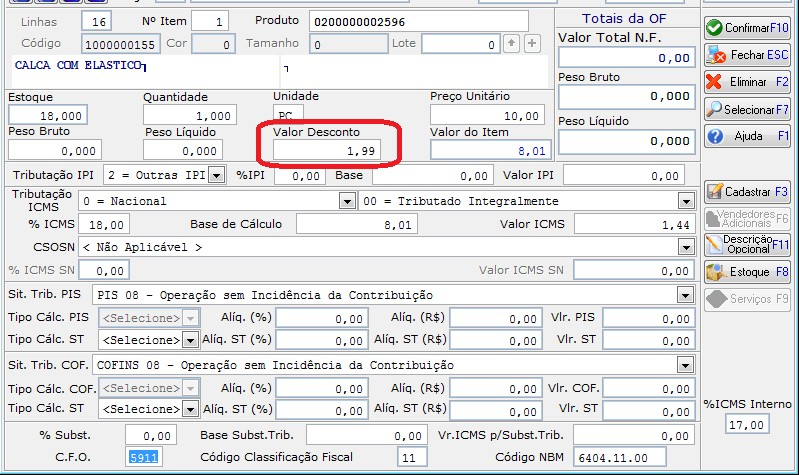 Linhas 16 Nº Item 1 Produto 0200000002596
Código 1000000155 Cor 0 Tamanho 0 Lote 0
CALCA COM ELASTICO
Totais da OF
Valor Total N.F.
0,00
Peso Bruto
0,000
Peso Líquido
0,000
Estoque Quantidade Unidade Preço Unitário
18,000 1,000 PC 10,00
Peso Bruto Peso Líquido Valor Desconto Valor do Item
0,000 0,000 1,99 8,01
Tributação IPI 2 = Outras IPI %IPI 0,00 Base 0,00 Valor IPI 0,00
Tributação ICMS 0 = Nacional 00 = Tributado Integralmente
% ICMS 18,00 Base de Cálculo 8,01 Valor ICMS 1,44
CSOSN < Não Aplicável >
% ICMS SN 0,00 Valor ICMS SN 0,00
Sit. Trib. PIS PIS 08 - Operação sem Incidência da Contribuição
Tipo Cálc. PIS <Selecione> Alíq. (%) 0,00 Alíq. (R$) 0,00 Vlr. PIS 0,00
Tipo Cálc. ST <Selecione> Alíq. ST (%) 0,00 Alíq. ST (R$) 0,00 Vlr. ST 0,00
Sit. Trib. COF. COFINS 08 - Operação sem Incidência da Contribuição
Tipo Cálc. COF. <Selecione> Alíq. (%) 0,00 Alíq. (R$) 0,00 Vlr. COF. 0,00
Tipo Cálc. ST <Selecione> Alíq. ST (%) 0,00 Alíq. ST (R$) 0,00 Vlr. ST 0,00
% Subst. 0,00 Base Subst.Trib. 0,00 Vr.ICMS p/Subst.Trib. 0,00
C.F.O. 5911 Código Classificação Fiscal 11 Código NBM 6404.11.00
Confirmar F10
Fechar ESC
Eliminar F2
Selecionar F7
Ajuda F1
Cadastrar F3
Vendedores Adicionais F6
Descrição Opcional F11
Estoque F8
Serviços F9
%ICMS Interno
17,00